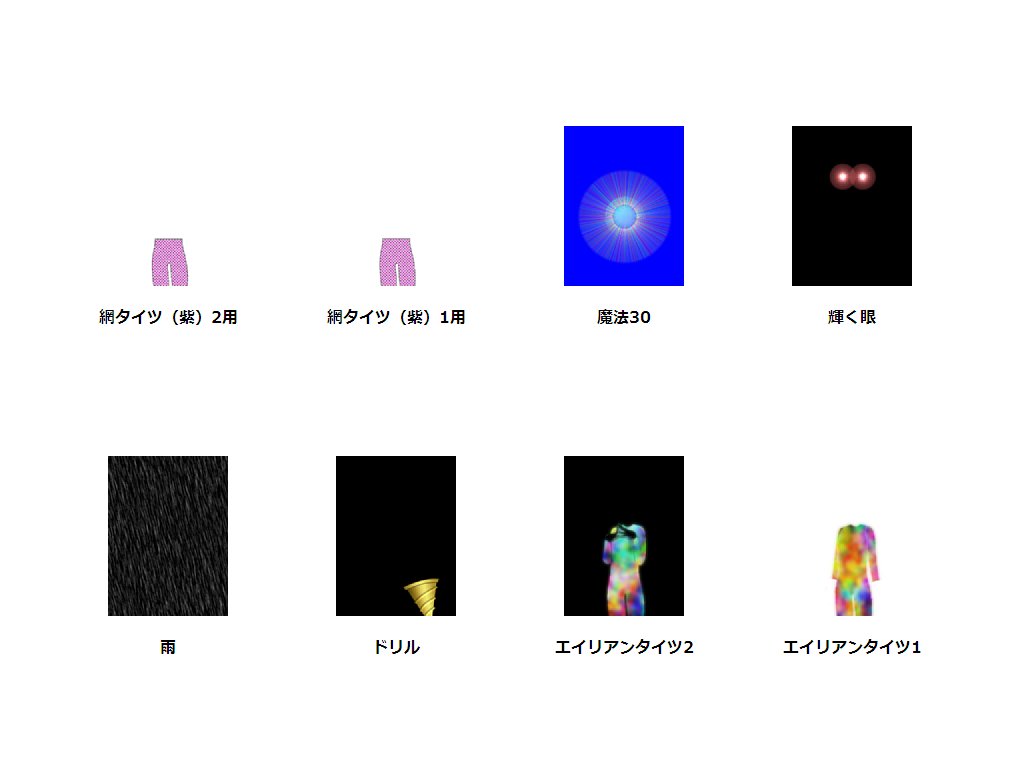 網タイツ（紫）2用
網タイツ（紫）1用
魔法30
輝く眼
雨
ドリル
エイリアンタイツ2
エイリアンタイツ1